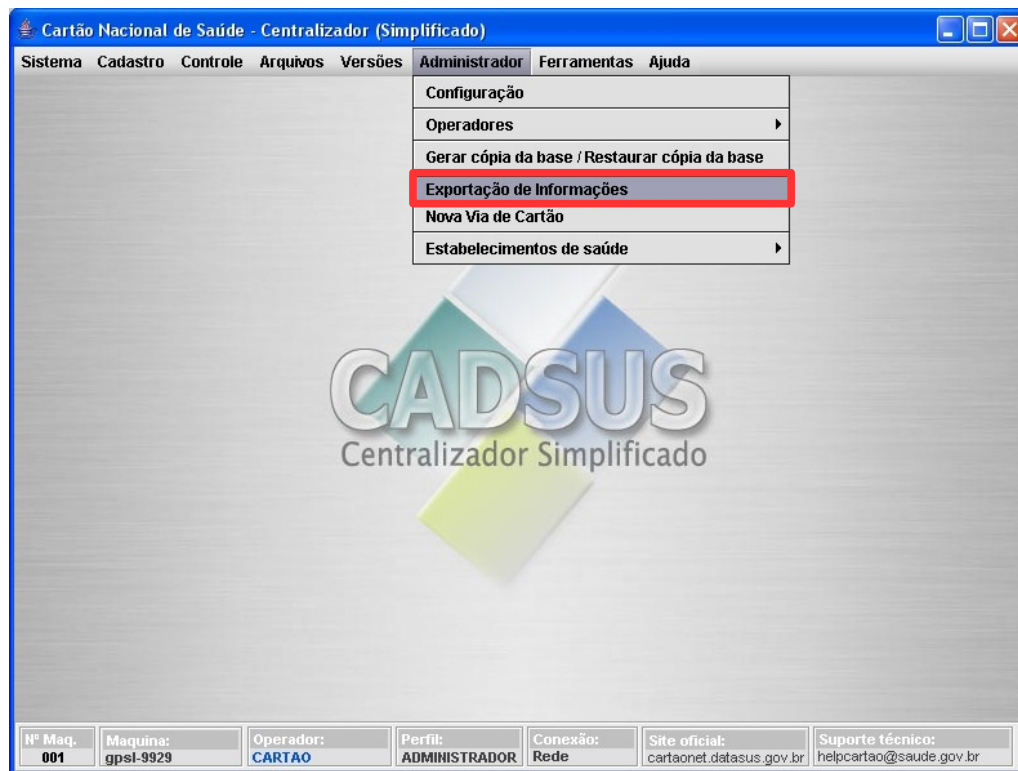 Cartão Nacional de Saúde - Centralizador (Simplificado)
Sistema Cadastro Controle Arquivos Versões Administrador Ferramentas Ajuda
Configuração
Operadores
Gerar cópia da base / Restaurar cópia da base
Exportação de Informações
Nova Via de Cartão
Estabelecimentos de saúde
CADSUS
Centralizador Simplificado
Nº Maq. Maquina: Operador: Perfil: Conexão: Site oficial: Suporte técnico:
001 gpsl-9929 CARTAO ADMINISTRADOR Rede cartaonet.datasus.gov.br helpcartao@saude.gov.br